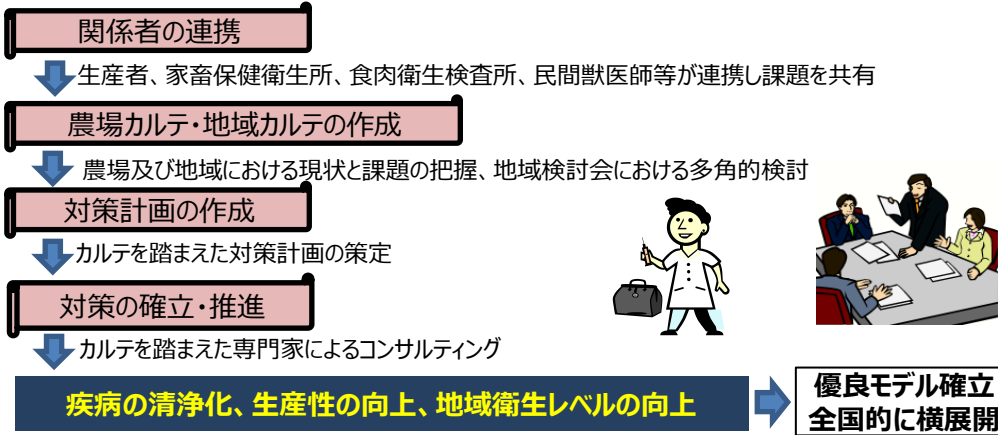 関係者の連携
生産者、家畜保健衛生所、食肉衛生検査所、民間獣医師等が連携し課題を共有
農場カルテ・地域カルテの作成
農場及び地域における現状と課題の把握、地域検討会における多角的検討
対策計画の作成
カルテを踏まえた対策計画の策定
対策の確立・推進
カルテを踏まえた専門家によるコンサルティング
疾病の清浄化、生産性の向上、地域衛生レベルの向上
優良モデル確立
全国的に横展開